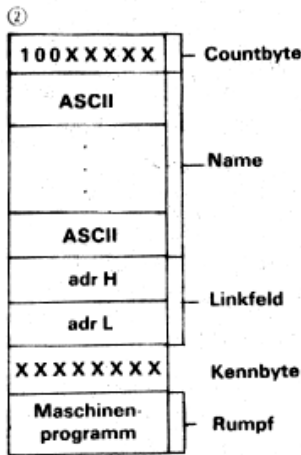 ②
100XXXXX
Countbyte
ASCII
Name
ASCII
adr H
Linkfeld
adr L
XXXXXXXX
Kennbyte
Maschinen-
programm
Rumpf